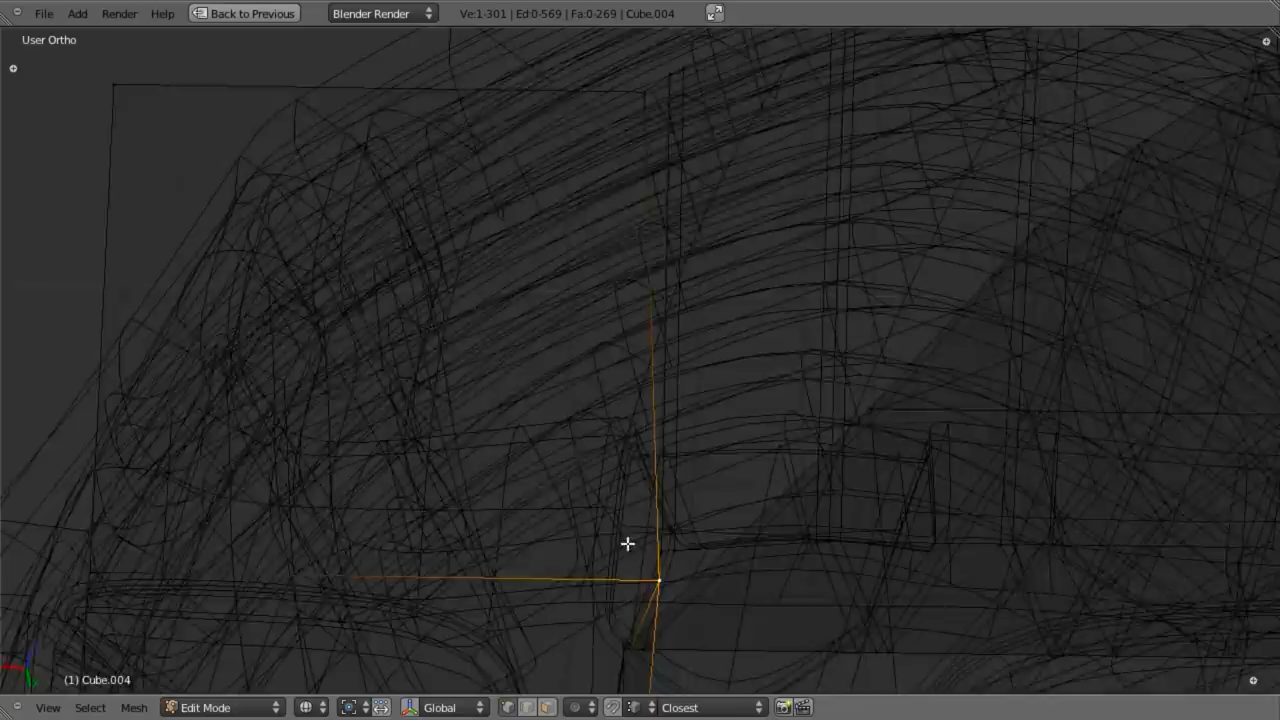 File Add Render Help Back to Previous Blender Render Ve:1-301 | Ed:0-569 | Fa:0-269 | Cube.004
User Ortho
(1) Cube.004
View Select Mesh Edit Mode Global Closest